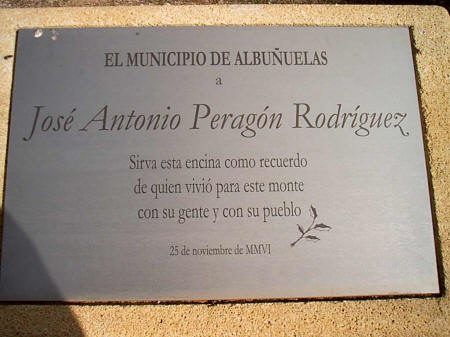 EL MUNICIPIO DE ALBUÑUELAS
a
José Antonio Peragón Rodríguez
Sirva esta encina como recuerdo
de quien vivió para este monte
con su gente y con su pueblo
25 de noviembre de MMVI